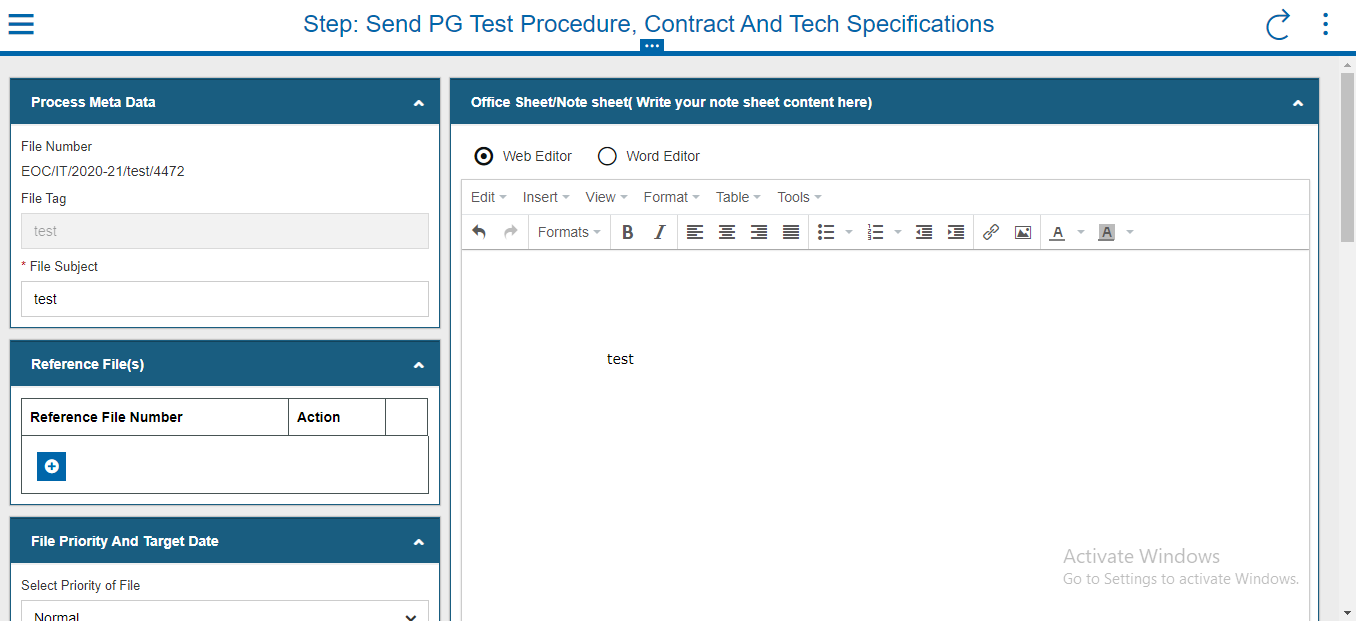 Step: Send PG Test Procedure, Contract And Tech Specifications
Process Meta Data
File Number
EOC/IT/2020-21/test/4472
File Tag
test
* File Subject
test
Reference File(s)
Reference File Number Action
File Priority And Target Date
Select Priority of File
Normal
Office Sheet/Note sheet( Write your note sheet content here)
Web Editor Word Editor
Edit Insert View Format Table Tools
Formats B I A A
test
Activate Windows
Go to Settings to activate Windows.